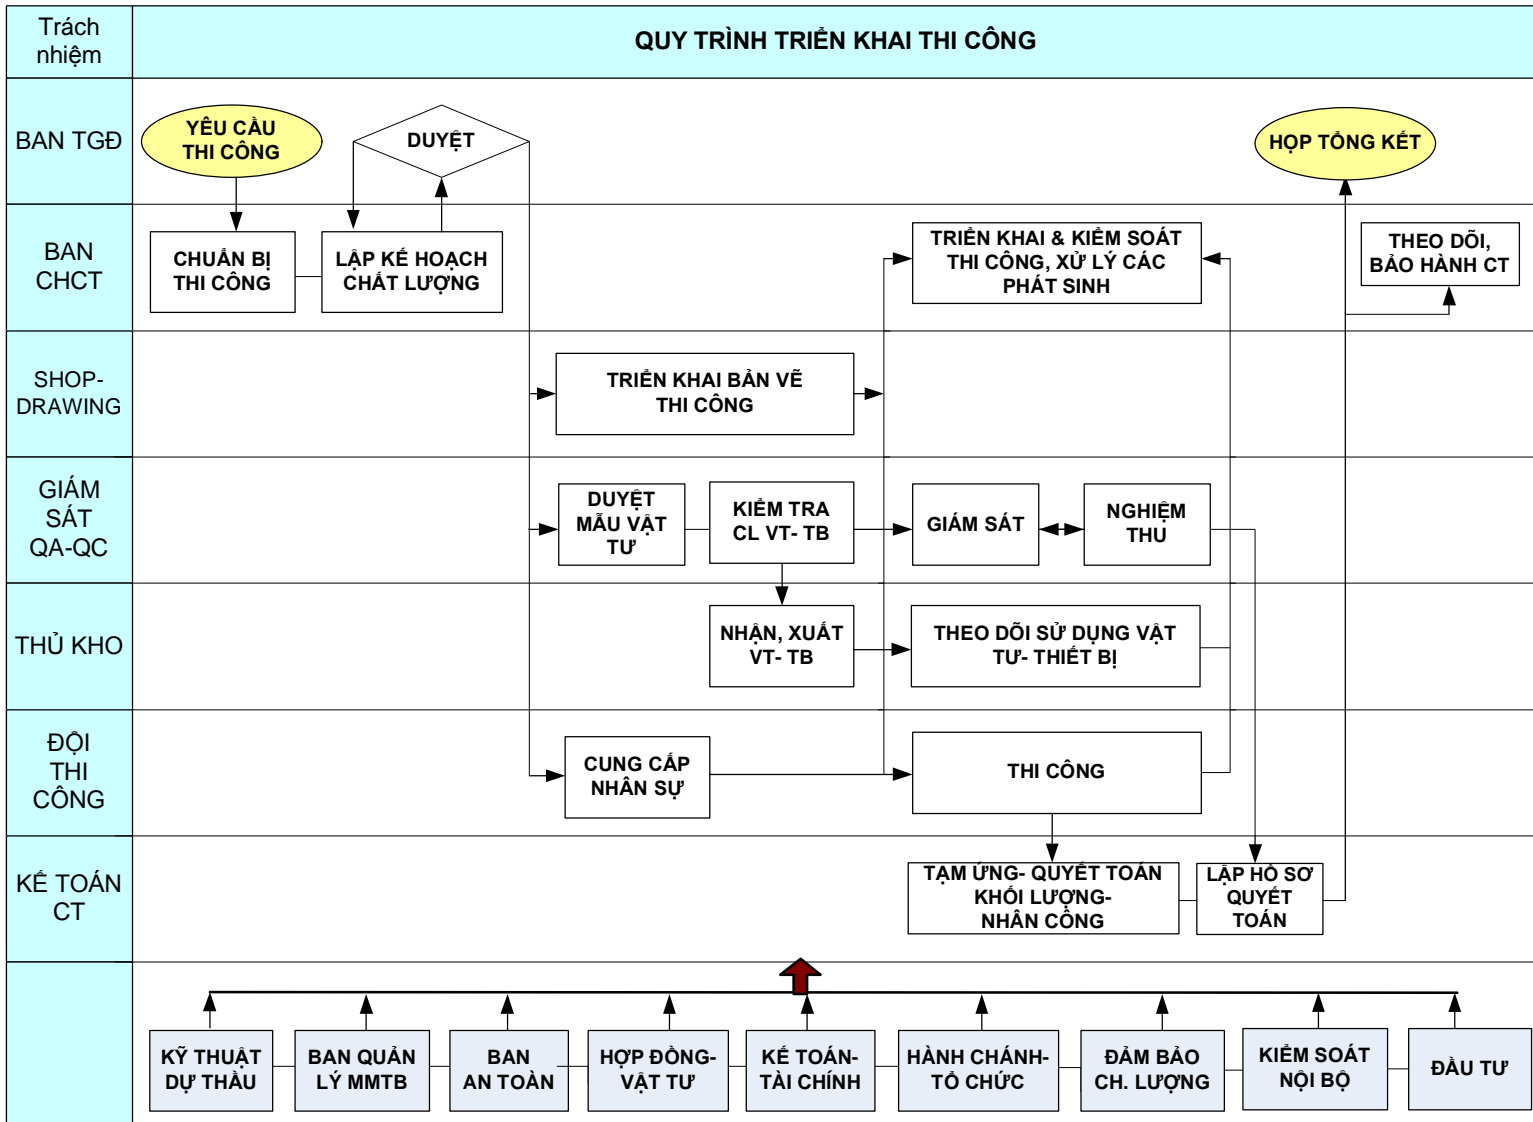 Trách
nhiệm
QUY TRÌNH TRIỂN KHAI THI CÔNG
BAN TGĐ
YÊU CẦU
THI CÔNG
DUYỆT
HỌP TỔNG KẾT
BAN
CHCT
CHUẨN BỊ
THI CÔNG
LẬP KẾ HOẠCH
CHẤT LƯỢNG
TRIỂN KHAI & KIỂM SOÁT
THI CÔNG, XỬ LÝ CÁC
PHÁT SINH
THEO DÕI,
BẢO HÀNH CT
SHOP-
DRAWING
TRIỂN KHAI BẢN VẼ
THI CÔNG
GIÁM
SÁT
QA-QC
DUYỆT
MẪU VẬT
TƯ
KIỂM TRA
CL VT- TB
GIÁM SÁT
NGHIỆM
THU
THỦ KHO
NHẬN, XUẤT
VT- TB
THEO DÕI SỬ DỤNG VẬT
TƯ- THIẾT BỊ
ĐỘI
THI
CÔNG
CUNG CẤP
NHÂN SỰ
THI CÔNG
KẾ TOÁN
CT
TẠM ỨNG- QUYẾT TOÁN
KHỐI LƯỢNG-
NHÂN CÔNG
LẬP HỒ SƠ
QUYẾT
TOÁN
KỸ THUẬT
DỰ THẦU
BAN QUẢN
LÝ MMTB
BAN
AN TOÀN
HỢP ĐỒNG-
VẬT TƯ
KẾ TOÁN-
TÀI CHÍNH
HÀNH CHÁNH-
TỔ CHỨC
ĐẢM BẢO
CH. LƯỢNG
KIỂM SOÁT
NỘI BỘ
ĐẦU TƯ